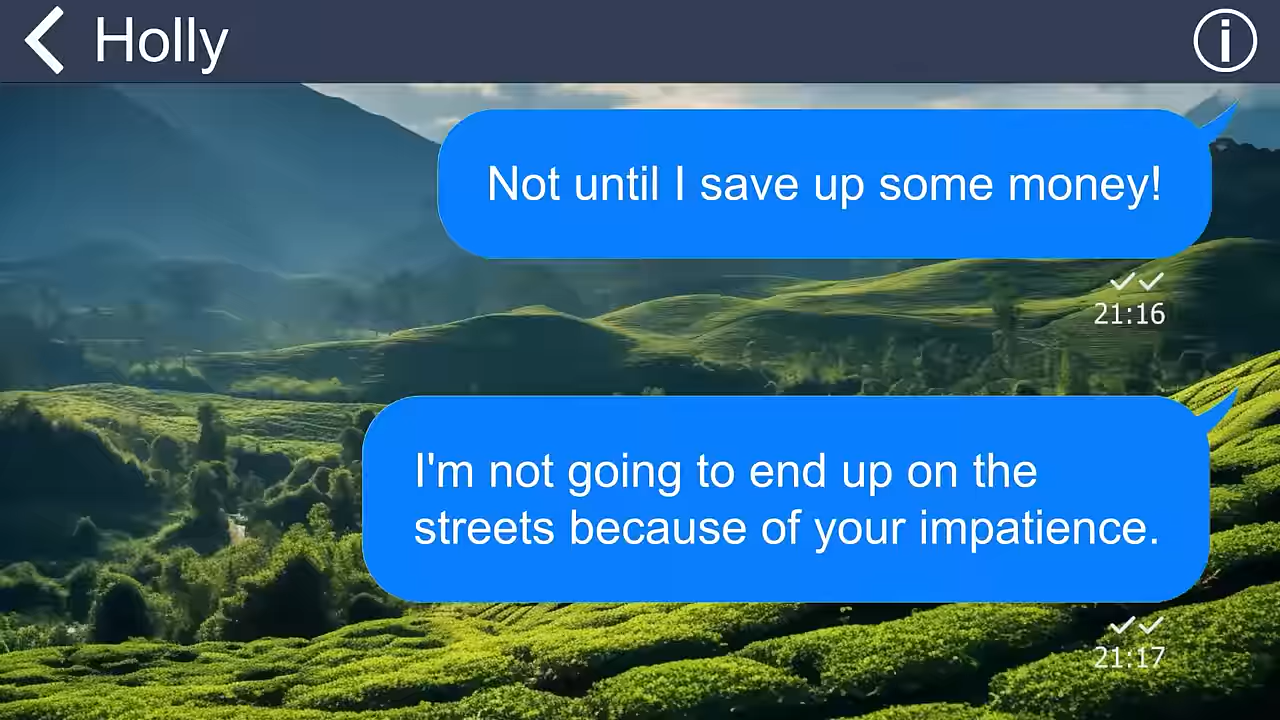 Holly
Not until I save up some money!
21:16
I'm not going to end up on the
streets because of your impatience.
21:17